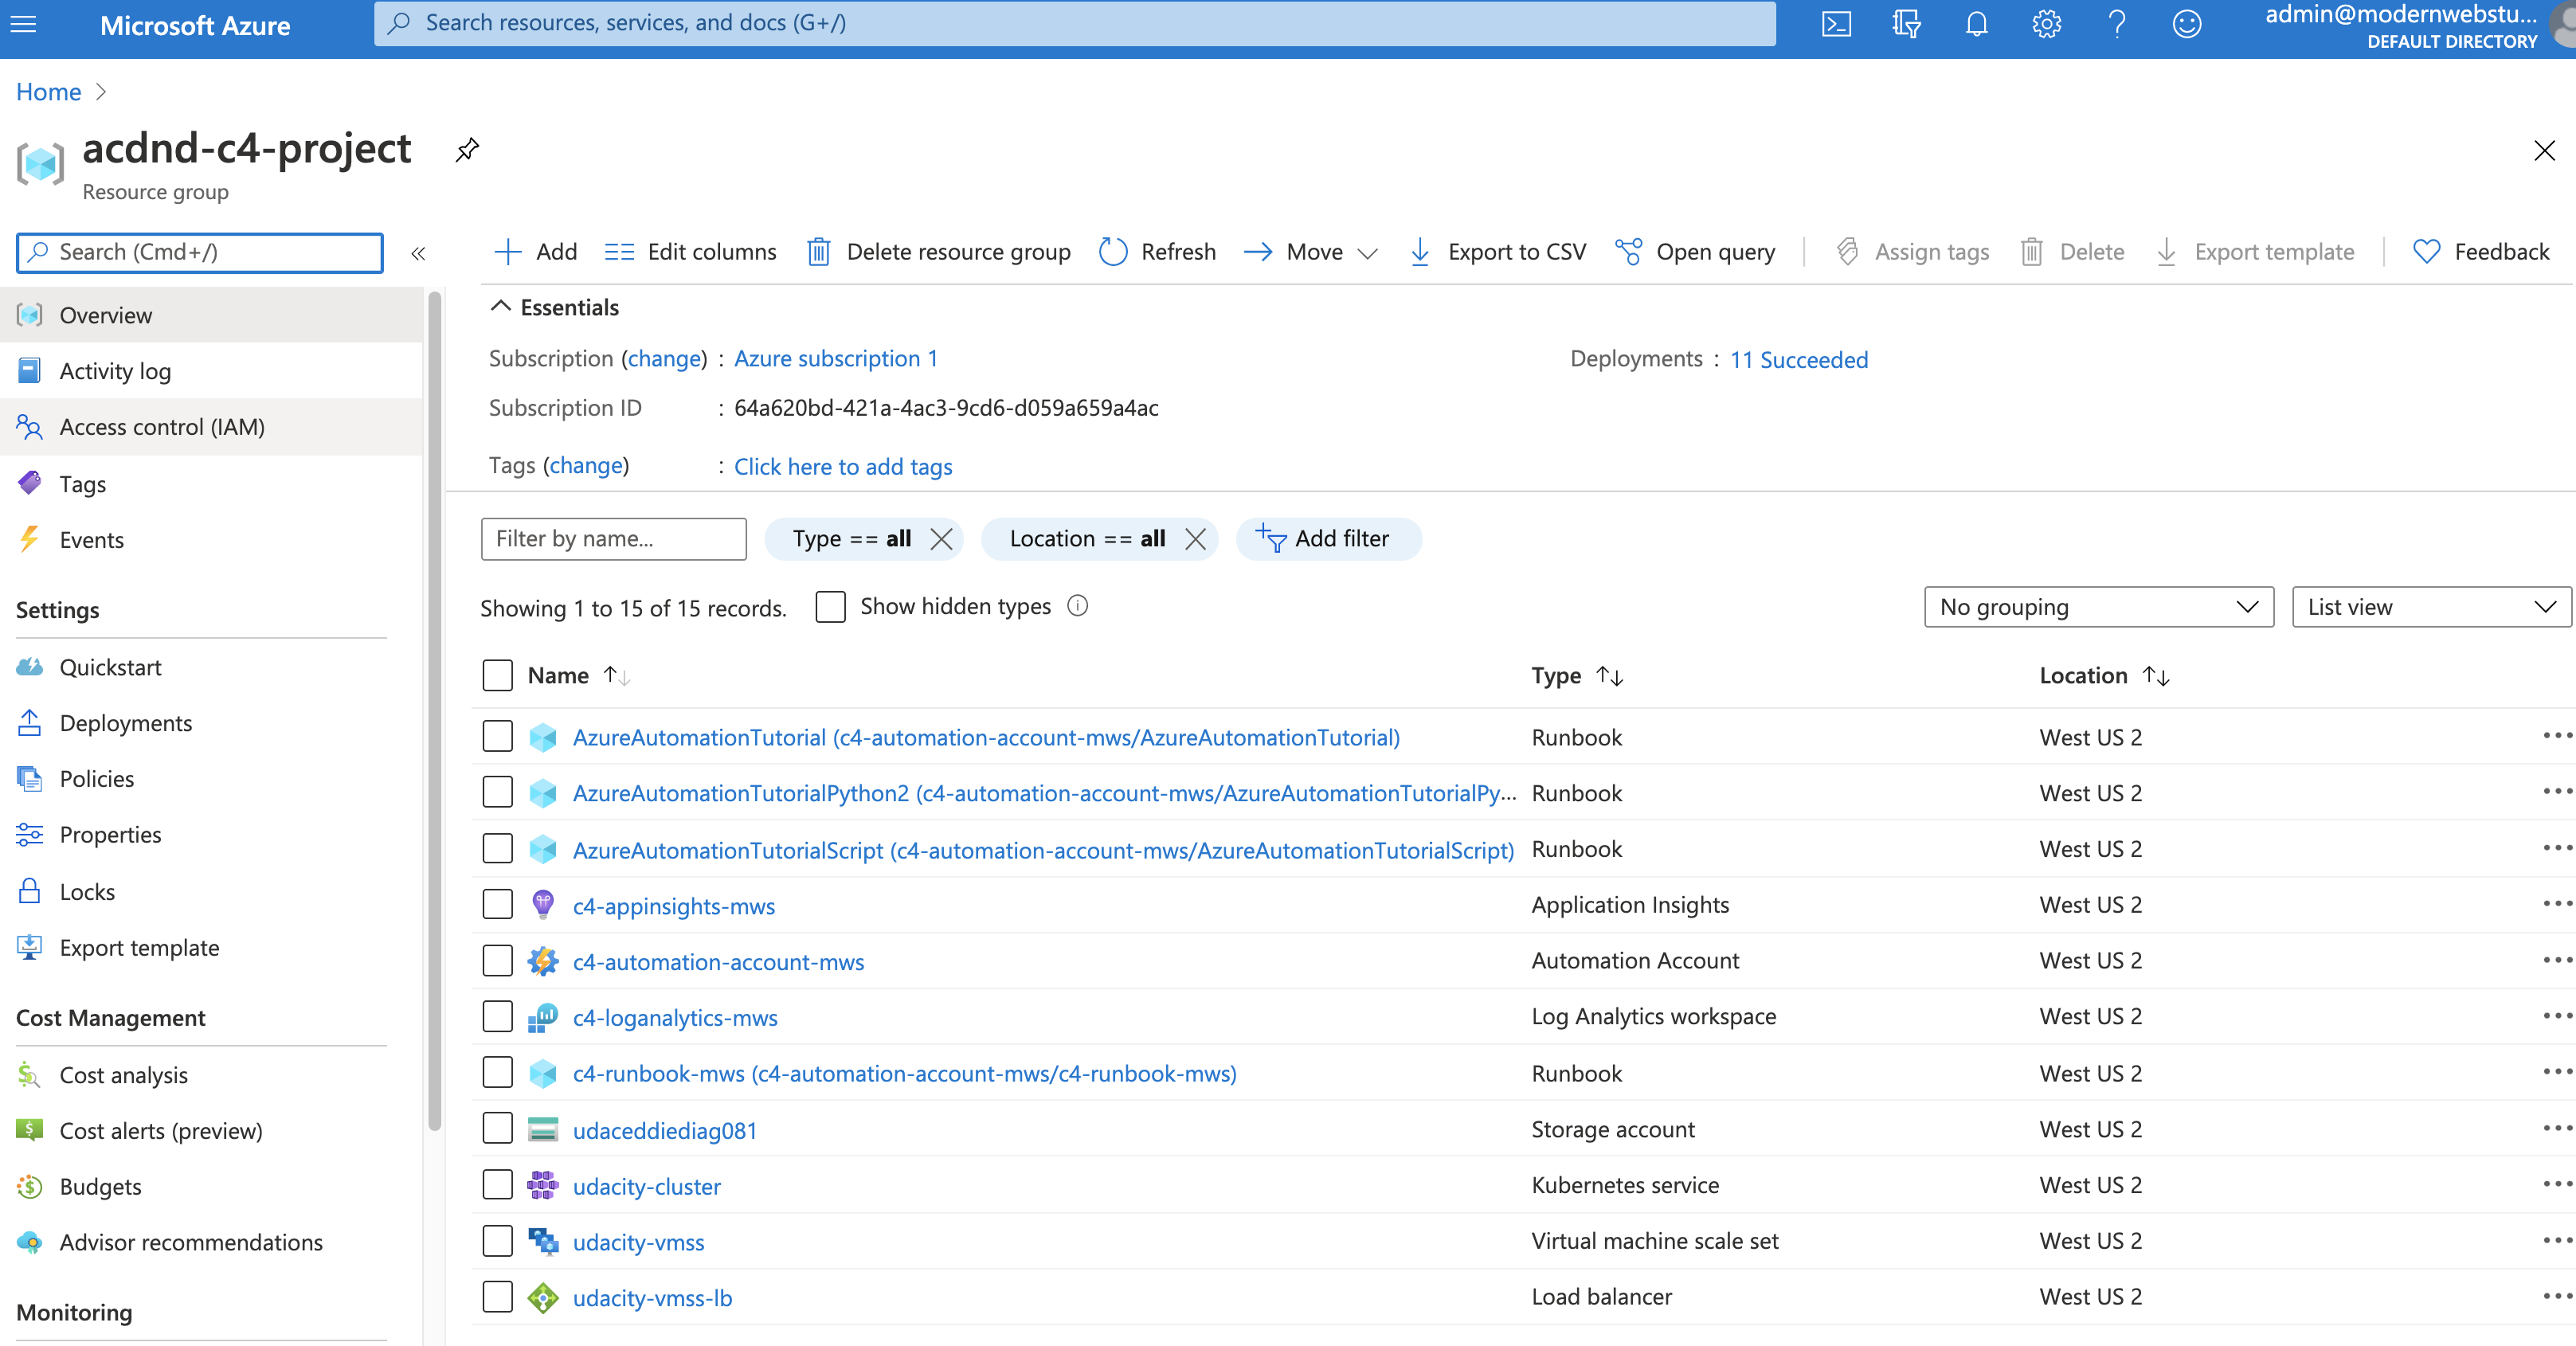 Microsoft Azure
Search resources, services, and docs (G+/)
admin@modernwebstu...
DEFAULT DIRECTORY
Home
acdnd-c4-project
Resource group
Search (Cmd+/)
«
Add
Edit columns
Delete resource group
Refresh
Move
Export to CSV
Open query
Assign tags
Delete
Export template
Feedback
Overview
Activity log
Access control (IAM)
Tags
Events
Settings
Quickstart
Deployments
Policies
Properties
Locks
Export template
Cost Management
Cost analysis
Cost alerts (preview)
Budgets
Advisor recommendations
Monitoring
Essentials
Subscription (change) : Azure subscription 1
Deployments : 11 Succeeded
Subscription ID : 64a620bd-421a-4ac3-9cd6-d059a659a4ac
Tags (change) : Click here to add tags
Filter by name...
Type == all
Location == all
Add filter
Showing 1 to 15 of 15 records.
Show hidden types
No grouping
List view
Name Type Location
AzureAutomationTutorial (c4-automation-account-mws/AzureAutomationTutorial) Runbook West US 2
AzureAutomationTutorialPython2 (c4-automation-account-mws/AzureAutomationTutorialPy... Runbook West US 2
AzureAutomationTutorialScript (c4-automation-account-mws/AzureAutomationTutorialScript) Runbook West US 2
c4-appinsights-mws Application Insights West US 2
c4-automation-account-mws Automation Account West US 2
c4-loganalytics-mws Log Analytics workspace West US 2
c4-runbook-mws (c4-automation-account-mws/c4-runbook-mws) Runbook West US 2
udaceddiediag081 Storage account West US 2
udacity-cluster Kubernetes service West US 2
udacity-vmss Virtual machine scale set West US 2
udacity-vmss-lb Load balancer West US 2